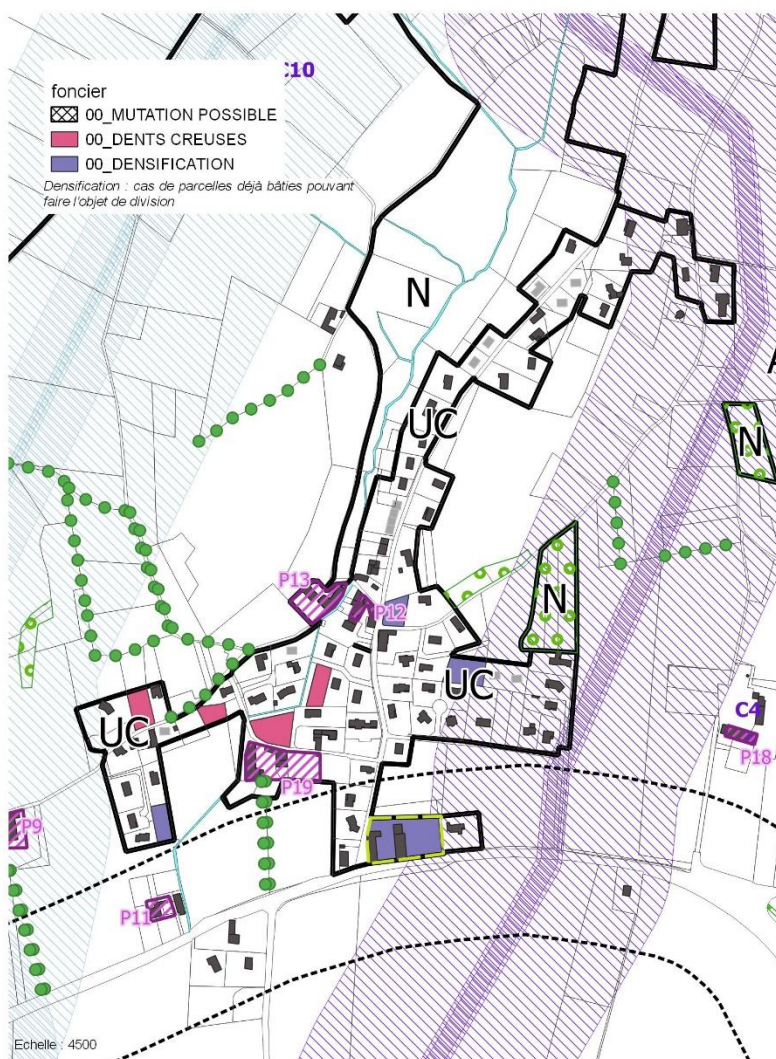 C10
foncier
00_MUTATION POSSIBLE
00_DENTS CREUSES
00_DENSIFICATION
Densification : cas de parcelles déjà bâties pouvant
faire l'objet de division
N
A
UC
N
P13
P12
N
UC
UC
C4
P18
P19
P9
P11
Echelle : 4500